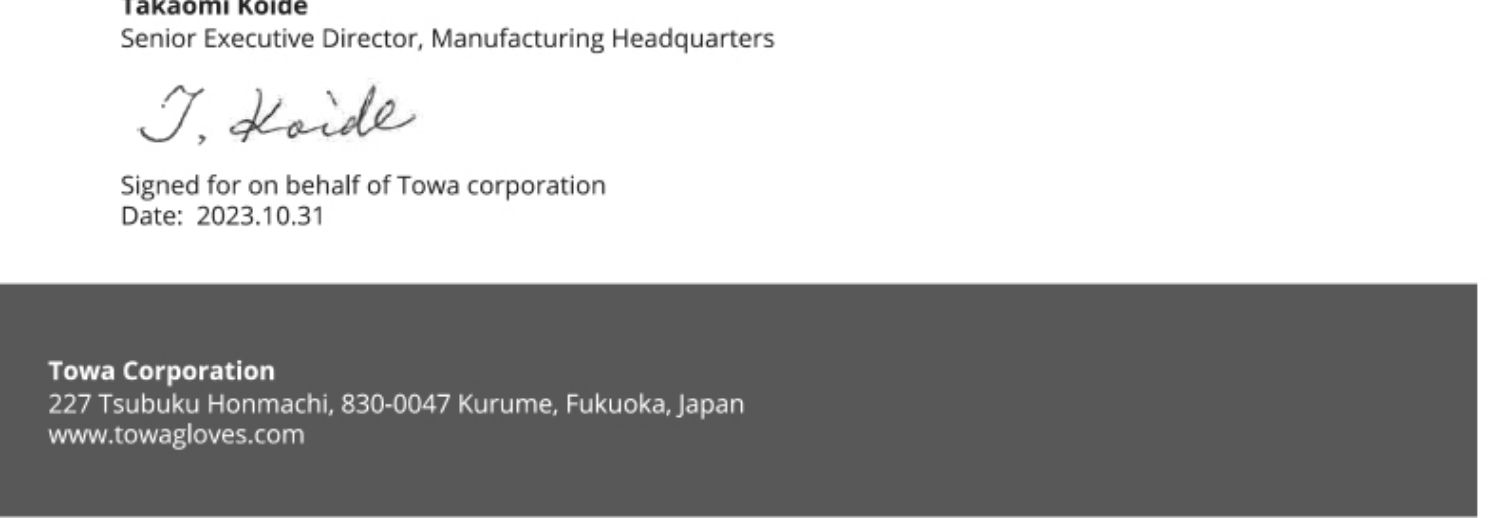 Takaomi Koide
Senior Executive Director, Manufacturing Headquarters
T. Koide
Signed for on behalf of Towa corporation
Date: 2023.10.31
Towa Corporation
227 Tsubuku Honmachi, 830-0047 Kurume, Fukuoka, Japan
www.towagloves.com